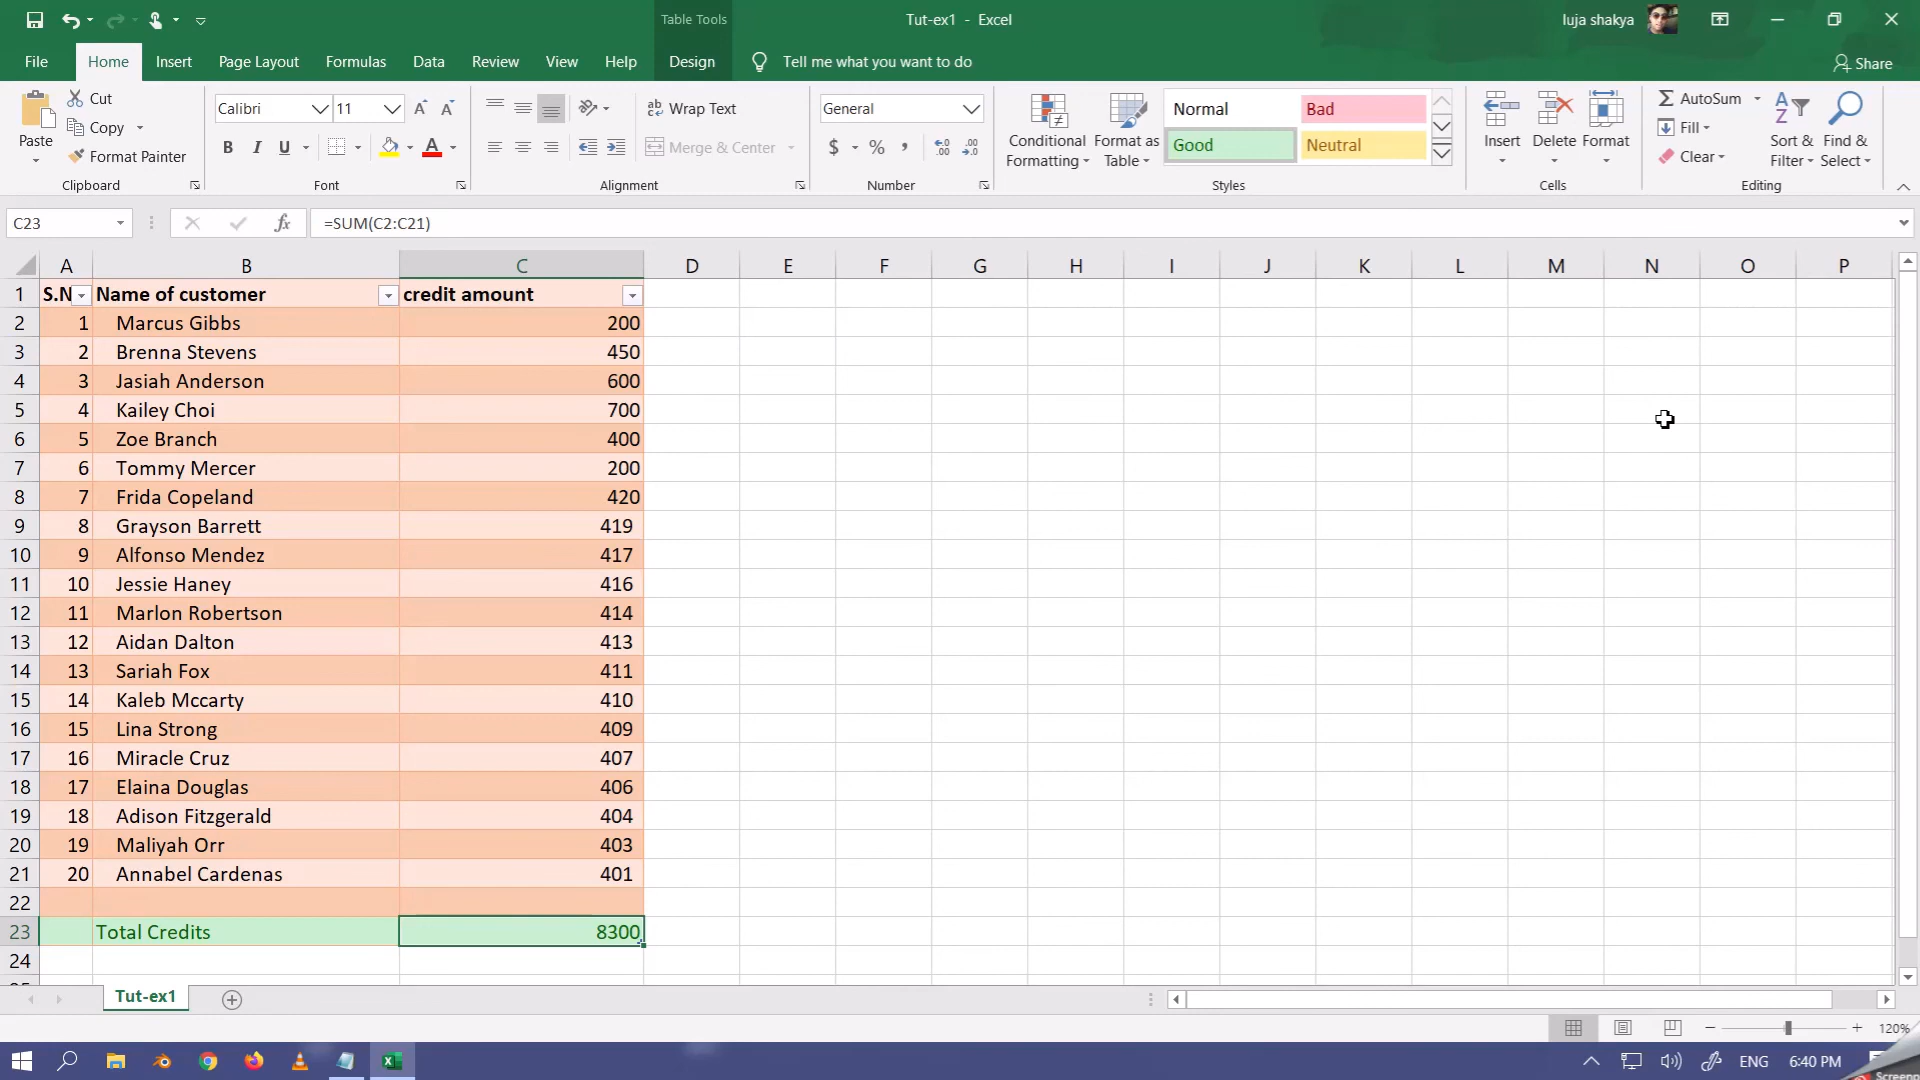 Table Tools
Tut-ex1 - Excel
luja shakya
File
Home
Insert
Page Layout
Formulas
Data
Review
View
Help
Design
Tell me what you want to do
Share
Paste
Cut
Copy
Format Painter
Clipboard
Calibri
11
B I U
Font
Wrap Text
Merge & Center
Alignment
General
$ % ,
Number
Conditional Formatting
Format as Table
Normal
Bad
Good
Neutral
Styles
Insert
Delete
Format
Cells
AutoSum
Fill
Clear
Sort & Filter
Find & Select
Editing
C23
fx
=SUM(C2:C21)
A B C D E F G H I J K L M N O P
1 S.N Name of customer credit amount
2 1 Marcus Gibbs 200
3 2 Brenna Stevens 450
4 3 Jasiah Anderson 600
5 4 Kailey Choi 700
6 5 Zoe Branch 400
7 6 Tommy Mercer 200
8 7 Frida Copeland 420
9 8 Grayson Barrett 419
10 9 Alfonso Mendez 417
11 10 Jessie Haney 416
12 11 Marlon Robertson 414
13 12 Aidan Dalton 413
14 13 Sariah Fox 411
15 14 Kaleb Mccarty 410
16 15 Lina Strong 409
17 16 Miracle Cruz 407
18 17 Elaina Douglas 406
19 18 Adison Fitzgerald 404
20 19 Maliyah Orr 403
21 20 Annabel Cardenas 401
22
23 Total Credits 8300
24
Tut-ex1
120%
ENG
6:40 PM